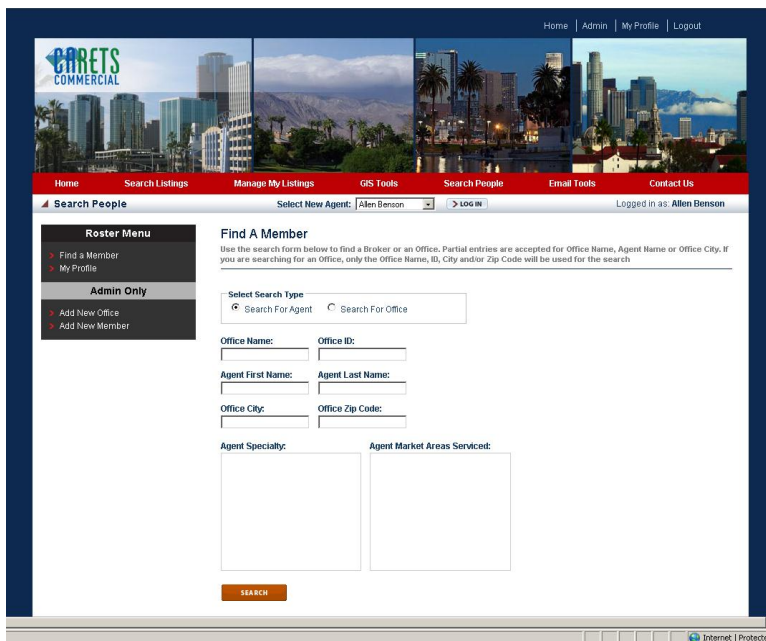 Home | Admin | My Profile | Logout
CARETS
COMMERCIAL
Home Search Listings Manage My Listings GIS Tools Search People Email Tools Contact Us
Search People Select New Agent: Allen Benson > LOG IN Logged in as: Allen Benson
Roster Menu
> Find a Member
> My Profile
Admin Only
> Add New Office
> Add New Member
Find A Member
Use the search form below to find a Broker or an Office. Partial entries are accepted for Office Name, Agent Name or Office City. If
you are searching for an Office, only the Office Name, ID, City and/or Zip Code will be used for the search
Select Search Type
Search For Agent Search For Office
Office Name: Office ID:
Agent First Name: Agent Last Name:
Office City: Office Zip Code:
Agent Specialty: Agent Market Areas Serviced:
SEARCH
Internet | Protecte